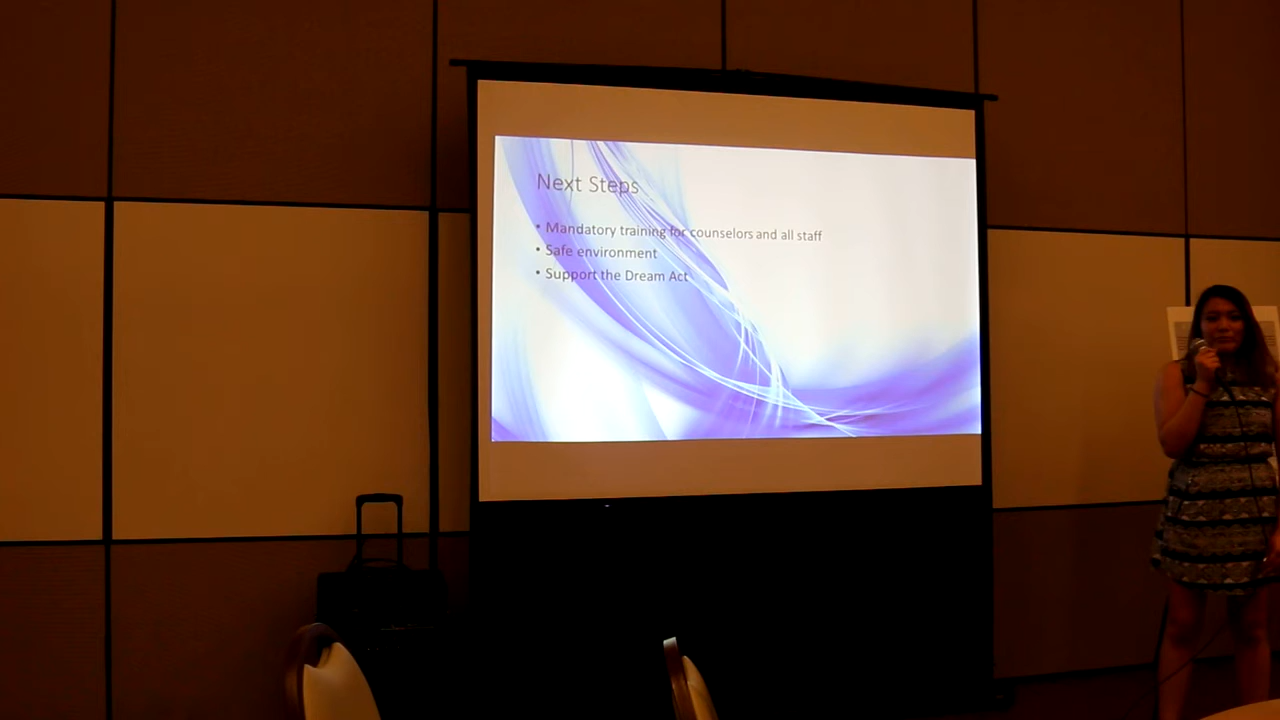 Next Steps
• Mandatory training for counselors and all staff
• Safe environment
• Support the Dream Act